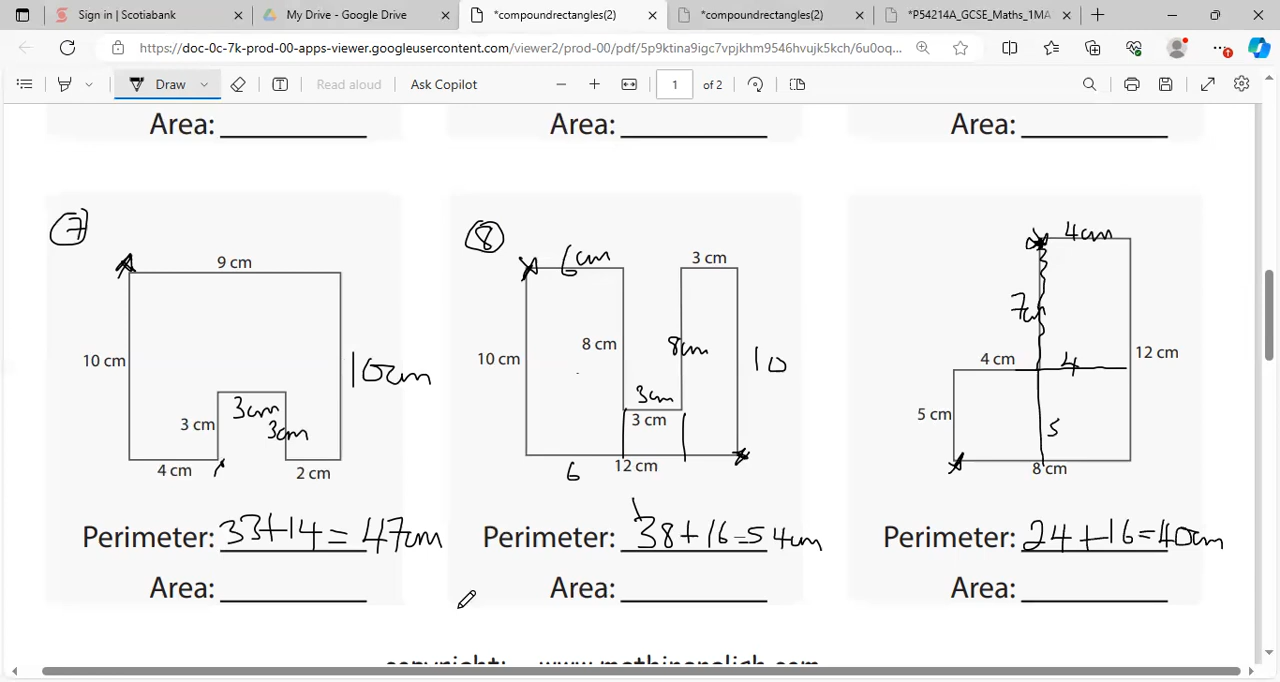 Sign in | Scotiabank
My Drive - Google Drive
*compoundrectangles(2)
*compoundrectangles(2)
*P54214A_GCSE_Maths_1MA
https://doc-0c-7k-prod-00-apps-viewer.googleusercontent.com/viewer2/prod-00/pdf/5p9ktina9igc7vpjkhm9546hvujk5kch/6u0oq...
Draw
Read aloud
Ask Copilot
1 of 2
Area:
Area:
Area:
7
9 cm
10 cm
10cm
3cm
3 cm
3cm
4 cm
2 cm
Perimeter: 33+14=47cm
Area:
8
6cm
3 cm
8 cm
8cm
10 cm
10
3cm
3 cm
6
12 cm
Perimeter: 38+16=54cm
Area:
4cm
7cm
4 cm
4
12 cm
5 cm
5
8 cm
Perimeter: 24+16=40cm
Area: